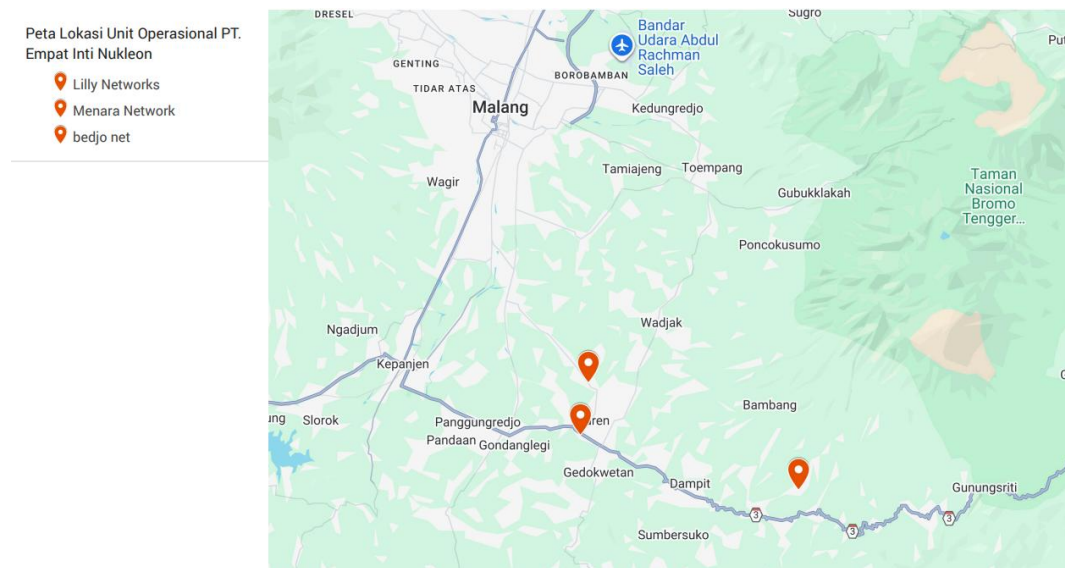 Peta Lokasi Unit Operasional PT.
Empat Inti Nukleon
Lilly Networks
Menara Network
bedjo net
DRESEL
Sugro
Bandar
Udara Abdul
Rachman
Saleh
GENTING
BOROBAMBAN
TIDAR ATAS
Malang
Kedungredjo
Tamiajeng
Toempang
Wagir
Gubukklakah
Taman
Nasional
Bromo
Tengger...
Poncokusumo
Ngadjum
Wadjak
Kepanjen
Bambang
Slorok
Panggungredjo
Pandaan
Gondanglegi
Gedokwetan
Dampit
Gunungsriti
3
3
3
Sumbersuko